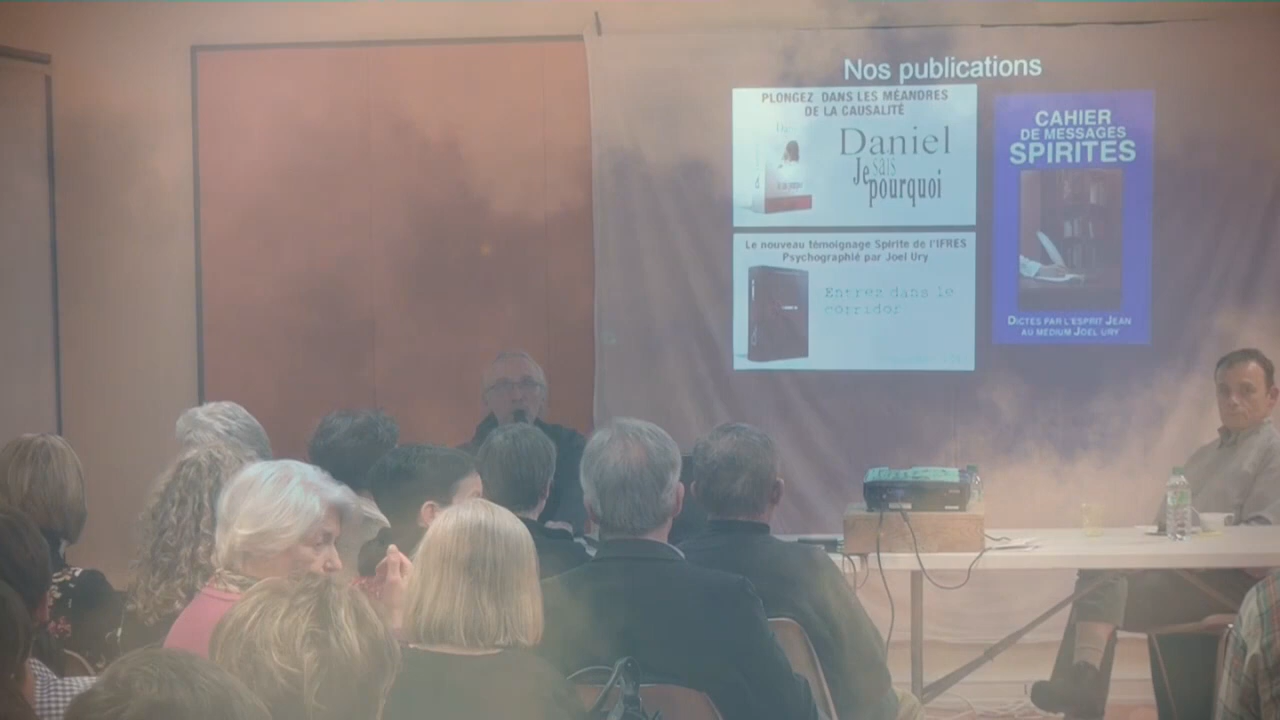 Nos publications
PLONGEZ DANS LES MÉANDRES
DE LA CAUSALITÉ
Daniel
Je sais
pourquoi
Le nouveau témoignage Spirite de l'IFRES
Psychographié par Joel Ury
Entrez dans le
corridor
CAHIER
DE MESSAGES
SPIRITES
DICTÉS PAR L'ESPRIT JEAN
AU MEDIUM JOEL URY